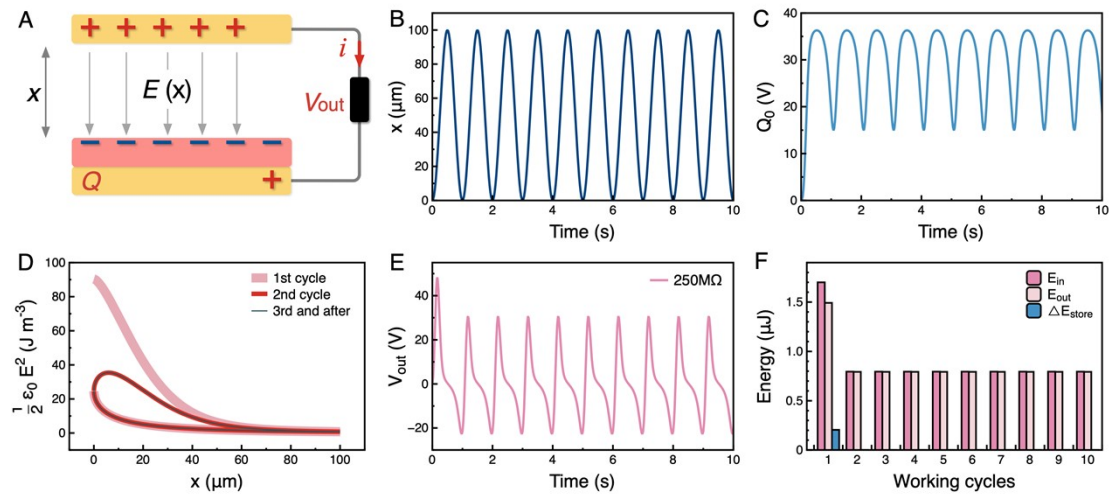 A
+ + + + +
i
x
E (x)
Vout
− − − − − −
Q
+
B
x (μm)
100
80
60
40
20
0
0 2 4 6 8 10
Time (s)
C
Q0 (V)
40
30
20
10
0
0 2 4 6 8 10
Time (s)
D
1/2 ε0 E2 (J m-3)
100
80
60
40
20
0
1st cycle
2nd cycle
3rd and after
0 20 40 60 80 100
x (μm)
E
Vout (V)
40
20
0
−20
250MΩ
0 2 4 6 8 10
Time (s)
F
Energy (μJ)
1.5
1.0
0.5
0
Ein
Eout
△Estore
1 2 3 4 5 6 7 8 9 10
Working cycles